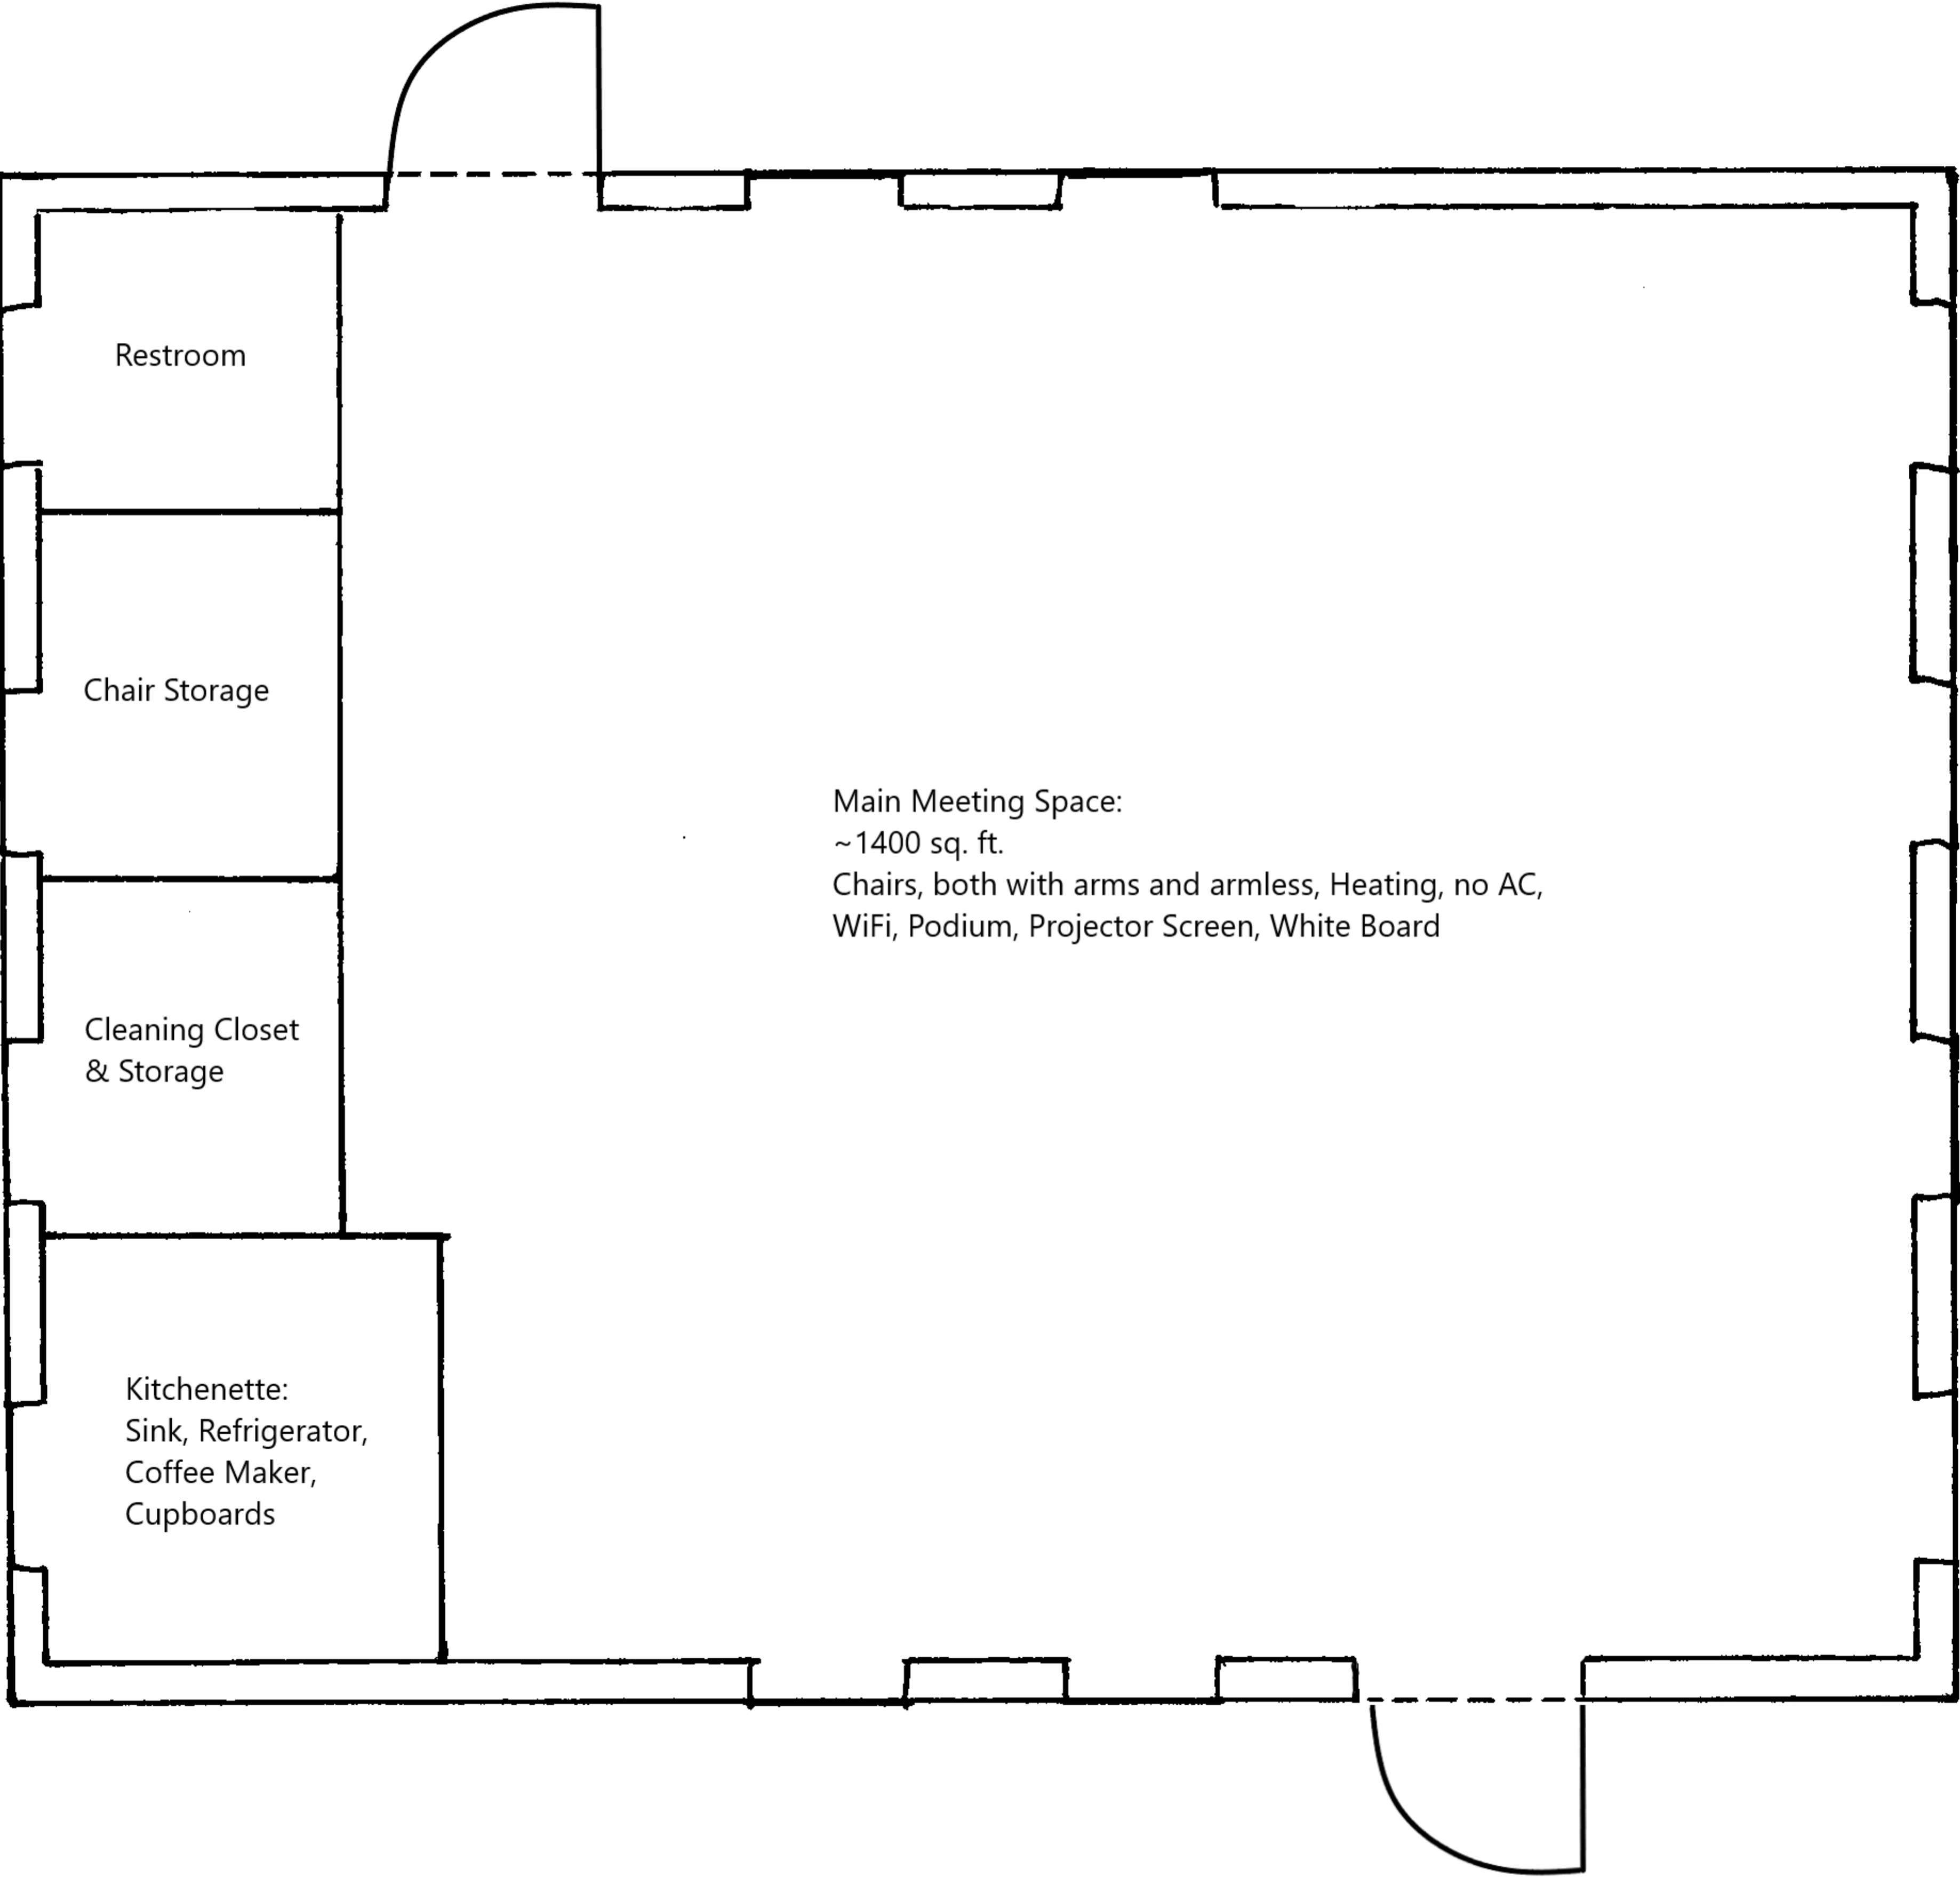 Restroom
Chair Storage
Main Meeting Space:
~1400 sq. ft.
Chairs, both with arms and armless, Heating, no AC,
WiFi, Podium, Projector Screen, White Board
Cleaning Closet
& Storage
Kitchenette:
Sink, Refrigerator,
Coffee Maker,
Cupboards